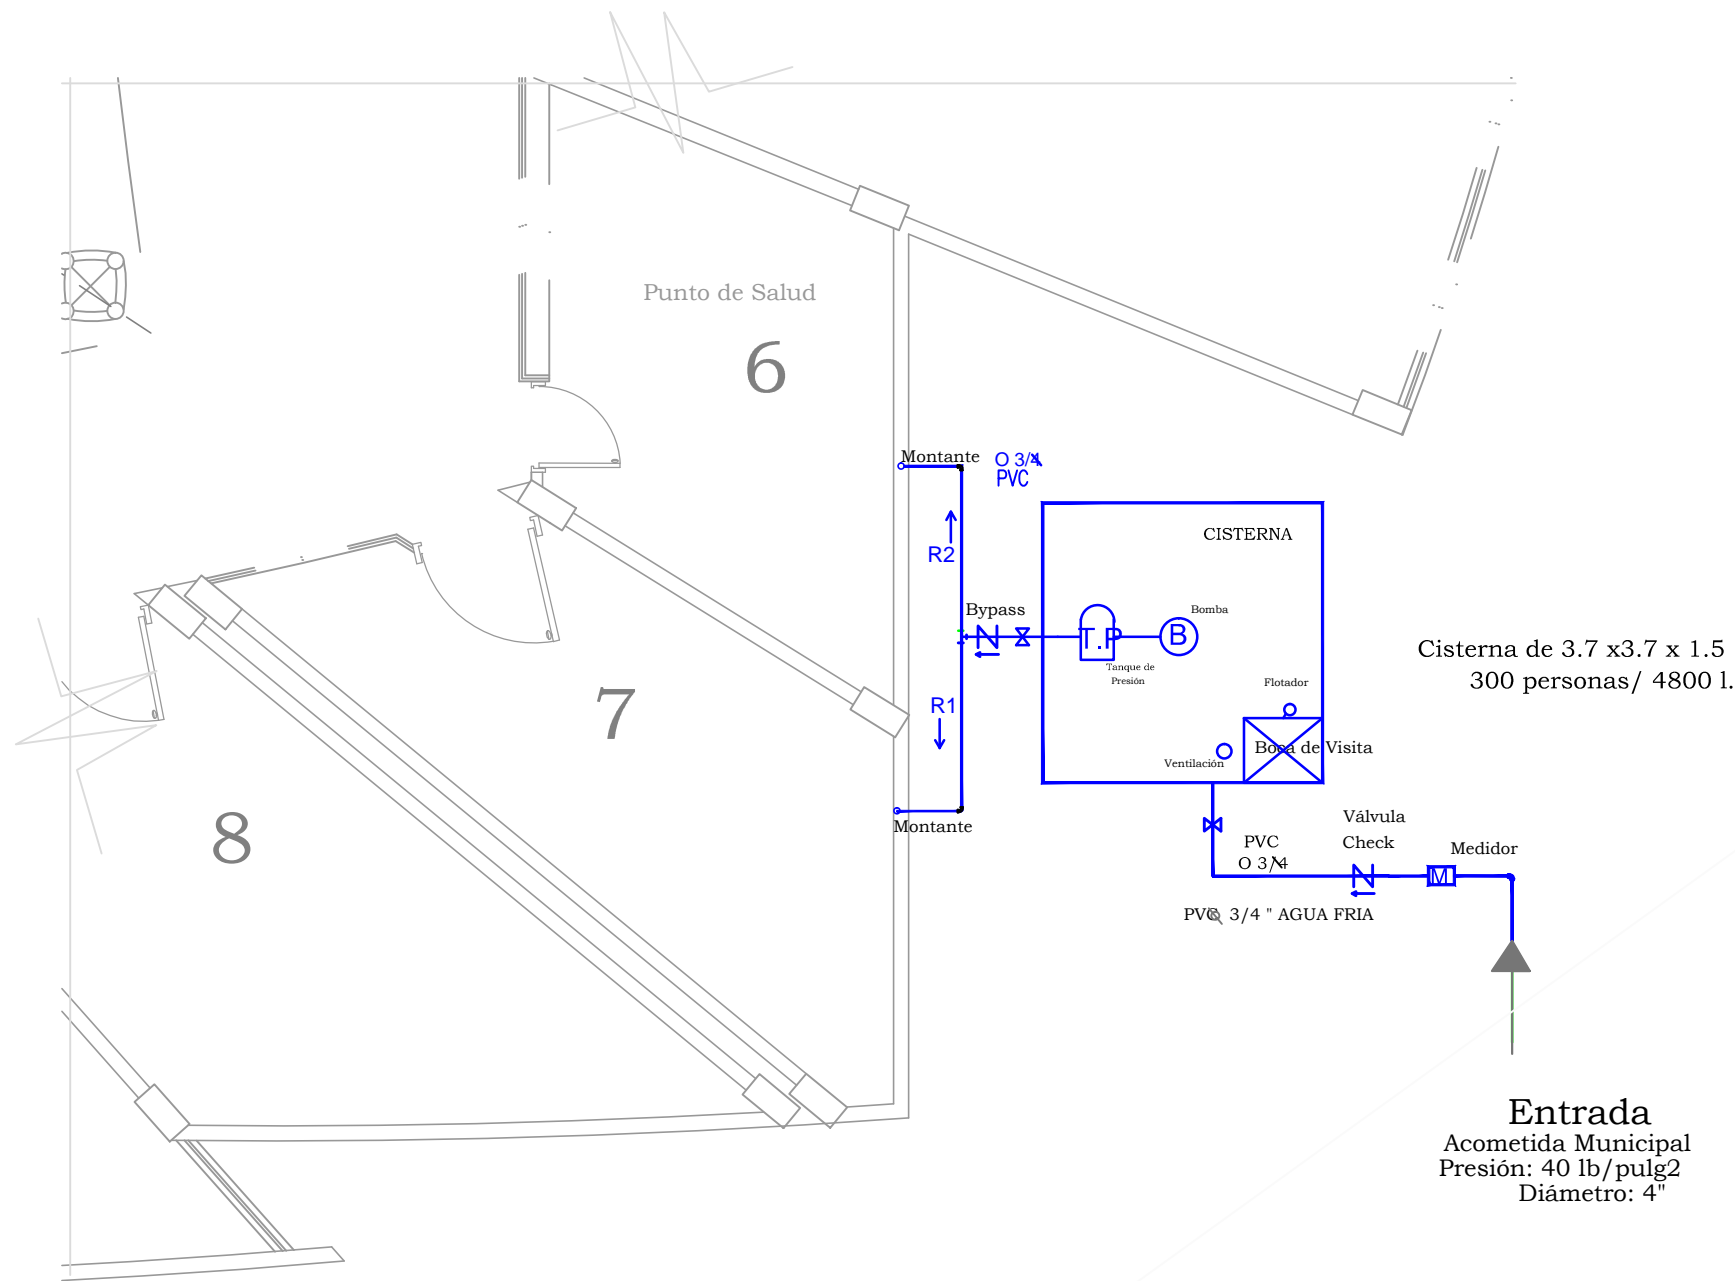 Punto de Salud
6
Montante
O 3/4
PVC
CISTERNA
R2
Bypass
Bomba
T.P
B
Tanque de
Presión
Cisterna de 3.7 x3.7 x 1.5
300 personas/ 4800 l.
Flotador
7
R1
Boca de Visita
Ventilación
8
Montante
Válvula
Check
PVC
O 3/4
Medidor
M
PVC 3/4 " AGUA FRIA
Entrada
Acometida Municipal
Presión: 40 lb/pulg2
Diámetro: 4"